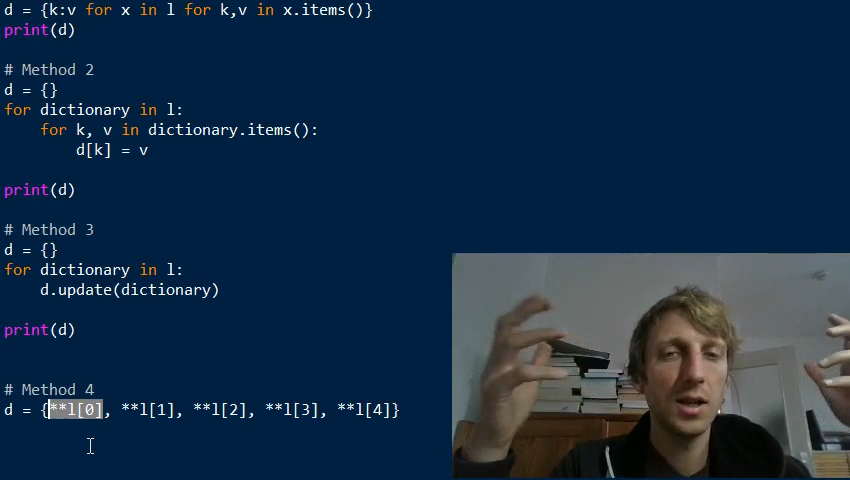 d = {k:v for x in l for k,v in x.items()}
print(d)
# Method 2
d = {}
for dictionary in l:
    for k, v in dictionary.items():
        d[k] = v
print(d)
# Method 3
d = {}
for dictionary in l:
    d.update(dictionary)
print(d)
# Method 4
d = {**l[0], **l[1], **l[2], **l[3], **l[4]}